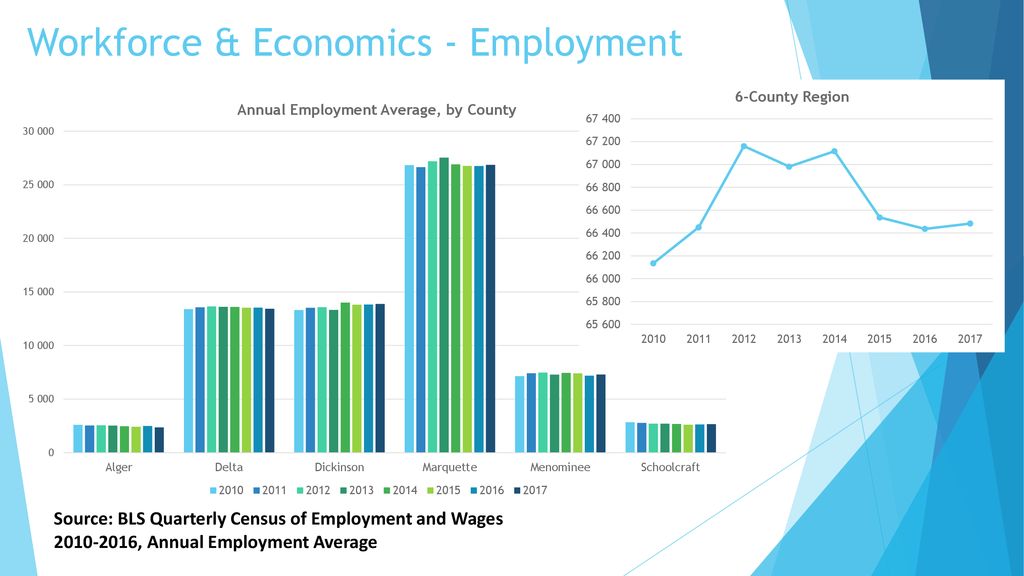 Workforce & Economics - Employment
Annual Employment Average, by County
30 000
25 000
20 000
15 000
10 000
5 000
0
Alger Delta Dickinson Marquette Menominee Schoolcraft
2010 2011 2012 2013 2014 2015 2016 2017
6-County Region
67 400
67 200
67 000
66 800
66 600
66 400
66 200
66 000
65 800
65 600
2010 2011 2012 2013 2014 2015 2016 2017
Source: BLS Quarterly Census of Employment and Wages
2010-2016, Annual Employment Average